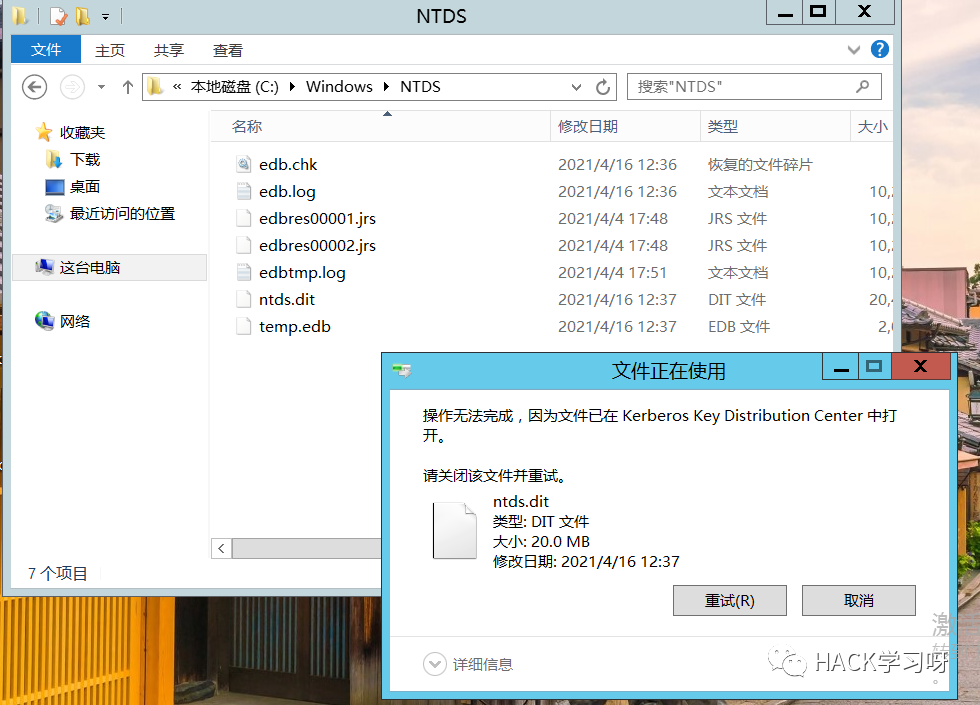 NTDS
文件 主页 共享 查看
« 本地磁盘 (C:) Windows NTDS 搜索"NTDS"
收藏夹
下载
桌面
最近访问的位置
这台电脑
网络
名称 修改日期 类型 大小
edb.chk 2021/4/16 12:36 恢复的文件碎片
edb.log 2021/4/16 12:36 文本文档 10,
edbres00001.jrs 2021/4/4 17:48 JRS 文件 10,
edbres00002.jrs 2021/4/4 17:48 JRS 文件 10,
edbtmp.log 2021/4/4 17:51 文本文档 10,
ntds.dit 2021/4/16 12:37 DIT 文件 20,
temp.edb 2021/4/16 12:37 EDB 文件 2,
7 个项目
文件正在使用
操作无法完成，因为文件已在 Kerberos Key Distribution Center 中打
开。
请关闭该文件并重试。
ntds.dit
类型: DIT 文件
大小: 20.0 MB
修改日期: 2021/4/16 12:37
重试(R) 取消
详细信息
激
HACK学习呀